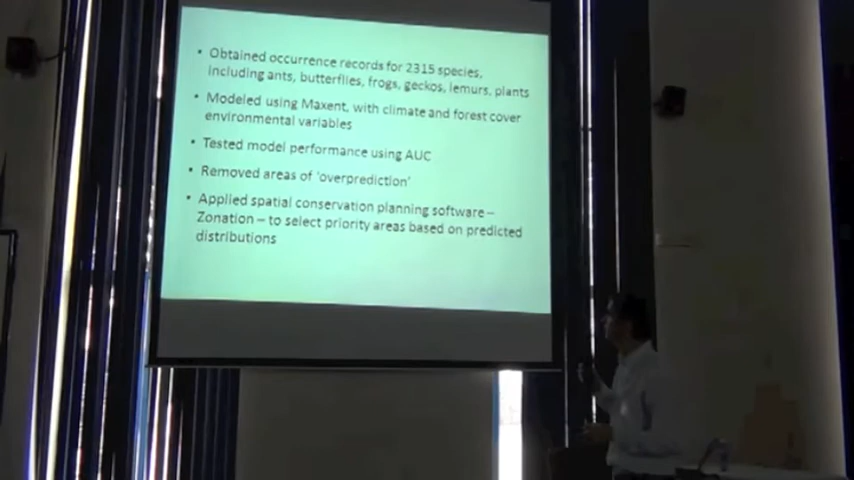 • Obtained occurrence records for 2315 species,
including ants, butterflies, frogs, geckos, lemurs, plants
• Modeled using Maxent, with climate and forest cover
environmental variables
• Tested model performance using AUC
• Removed areas of 'overprediction'
• Applied spatial conservation planning software –
Zonation – to select priority areas based on predicted
distributions